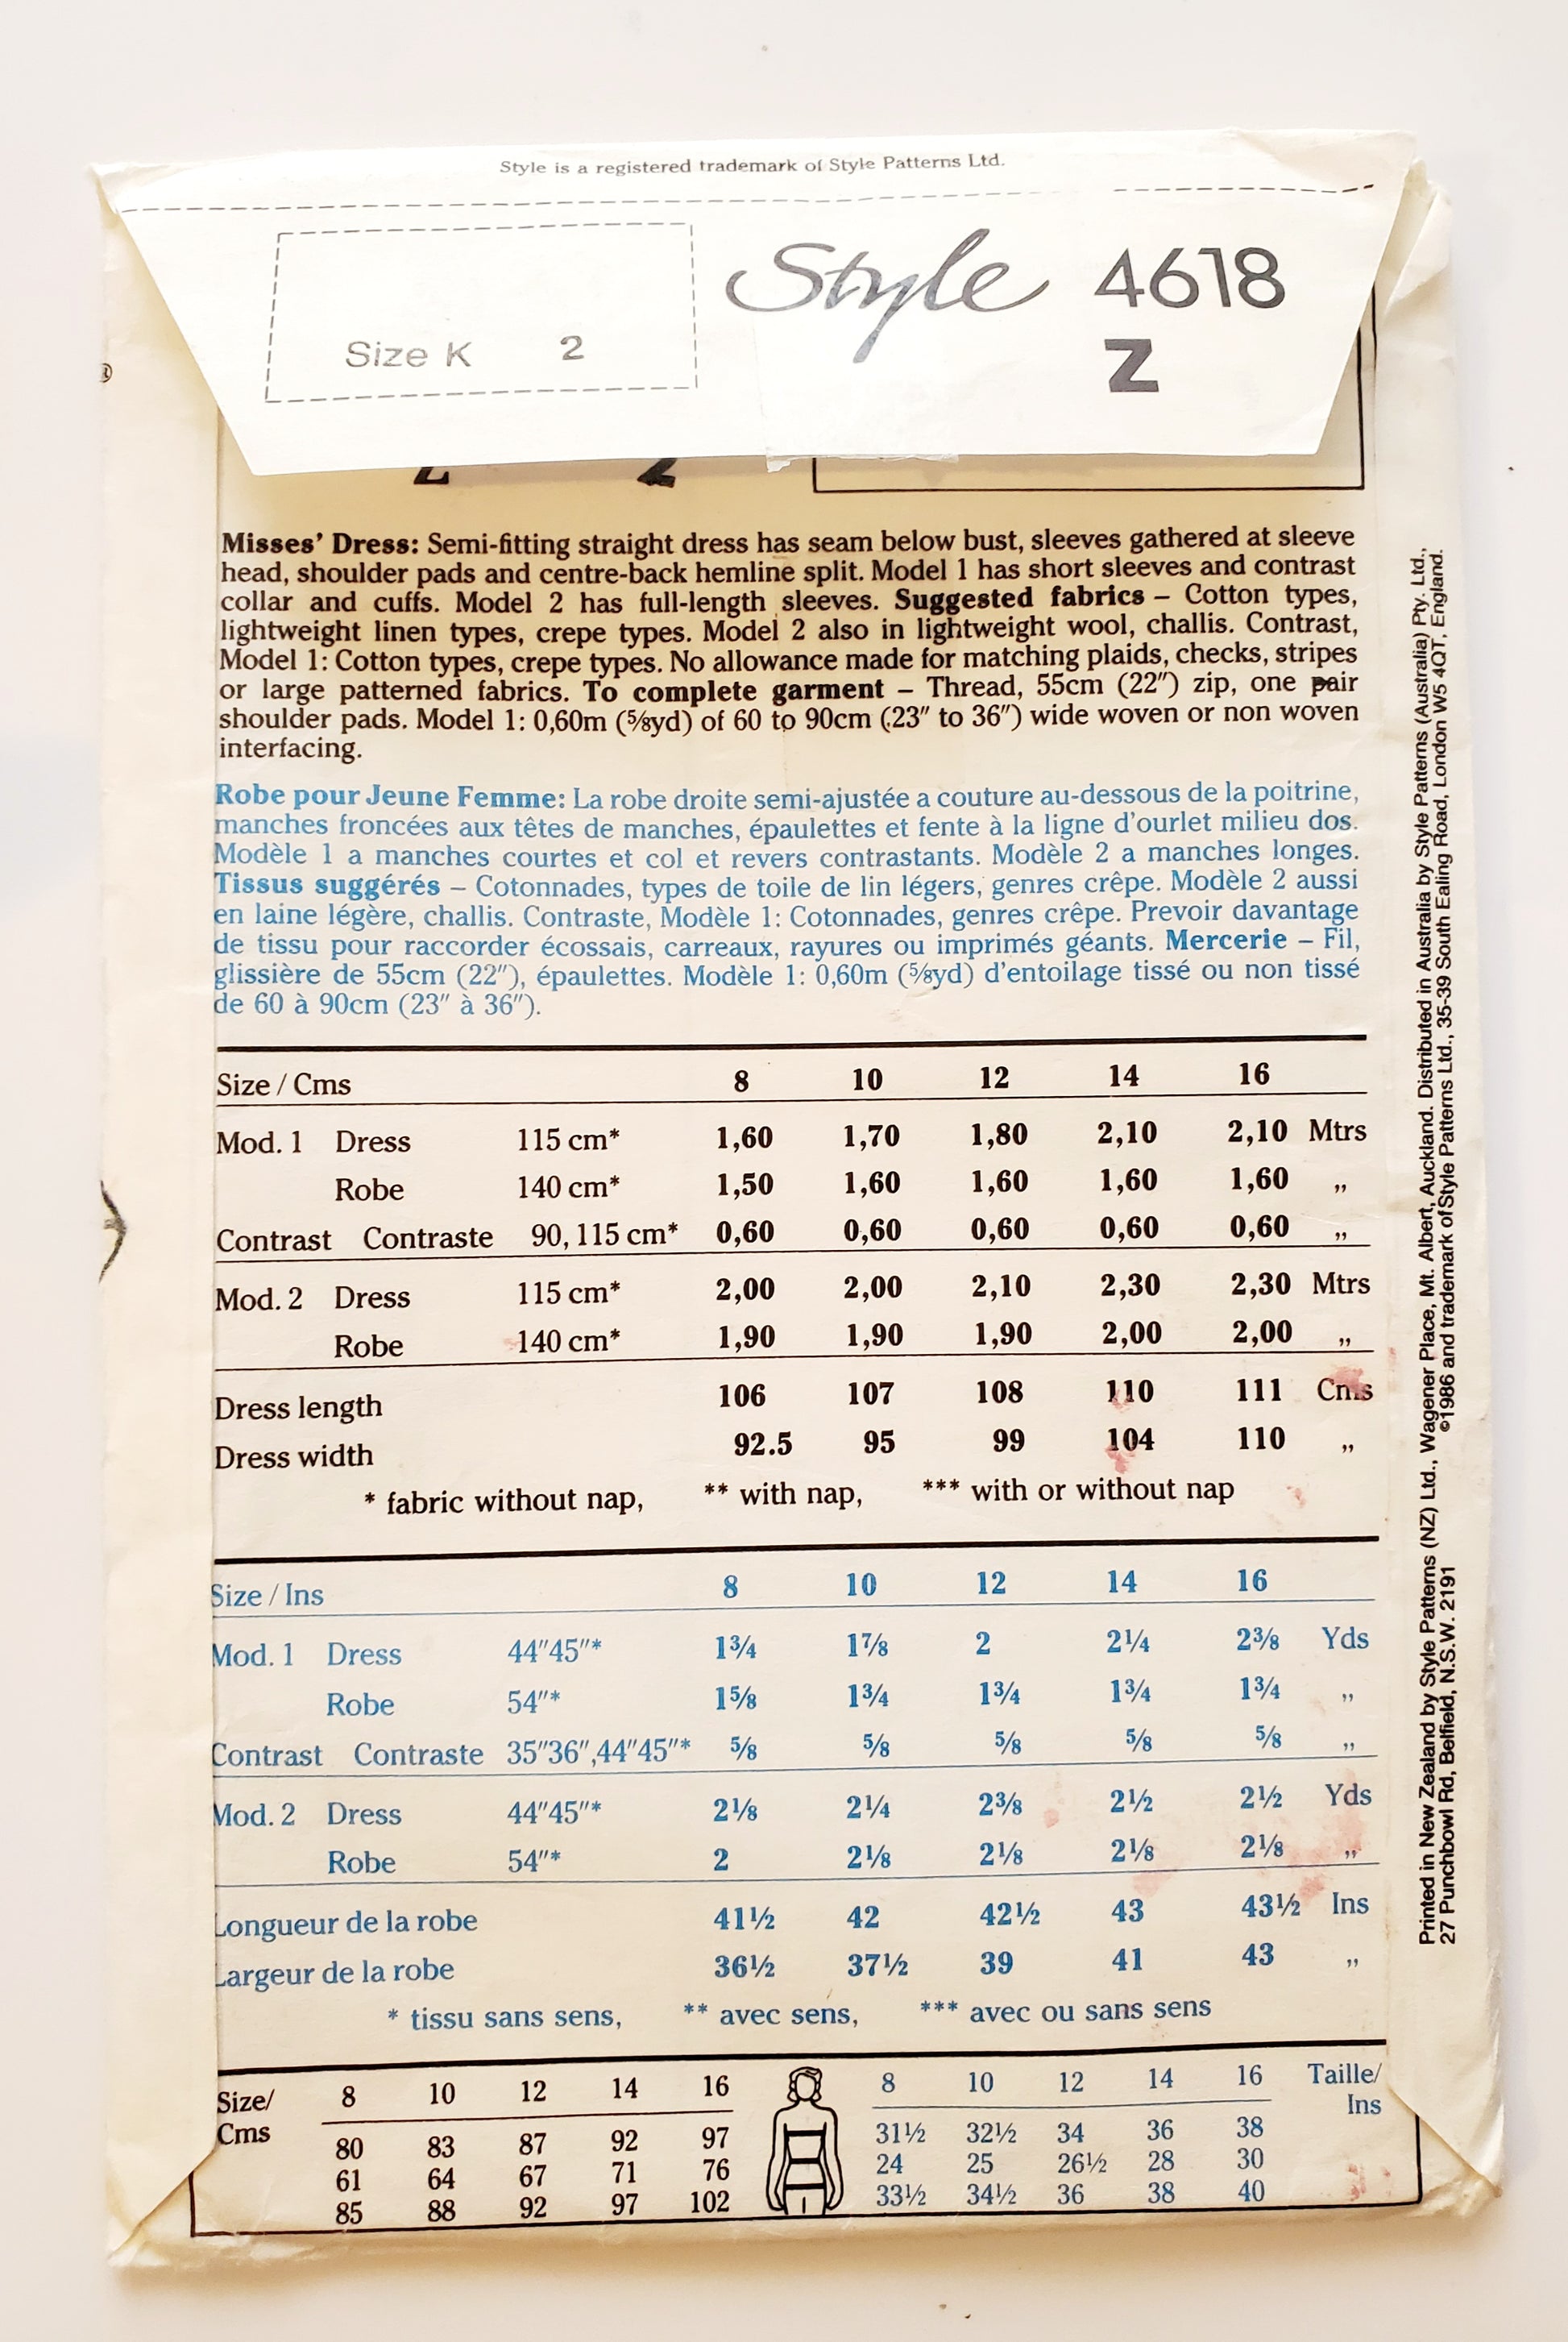 Style is a registered trademark of Style Patterns Ltd.
Style 4618
Size K 2
Z
®
Misses' Dress: Semi-fitting straight dress has seam below bust, sleeves gathered at sleeve
head, shoulder pads and centre-back hemline split. Model 1 has short sleeves and contrast
collar and cuffs. Model 2 has full-length sleeves. Suggested fabrics – Cotton types,
lightweight linen types, crepe types. Model 2 also in lightweight wool, challis. Contrast,
Model 1: Cotton types, crepe types. No allowance made for matching plaids, checks, stripes
or large patterned fabrics. To complete garment – Thread, 55cm (22″) zip, one pair
shoulder pads. Model 1: 0,60m (⅝yd) of 60 to 90cm (23″ to 36″) wide woven or non woven
interfacing.
Robe pour Jeune Femme: La robe droite semi-ajustée a couture au-dessous de la poitrine,
manches froncées aux têtes de manches, épaulettes et fente à la ligne d'ourlet milieu dos.
Modèle 1 a manches courtes et col et revers contrastants. Modèle 2 a manches longes.
Tissus suggérés – Cotonnades, types de toile de lin légers, genres crêpe. Modèle 2 aussi
en laine légère, challis. Contraste, Modèle 1: Cotonnades, genres crêpe. Prevoir davantage
de tissu pour raccorder écossais, carreaux, rayures ou imprimés géants. Mercerie – Fil,
glissière de 55cm (22″), épaulettes. Modèle 1: 0,60m (⅝yd) d'entoilage tissé ou non tissé
de 60 à 90cm (23″ à 36″).
Size / Cms 8 10 12 14 16
Mod. 1 Dress 115 cm* 1,60 1,70 1,80 2,10 2,10 Mtrs
Robe 140 cm* 1,50 1,60 1,60 1,60 1,60 ,,
Contrast Contraste 90, 115 cm* 0,60 0,60 0,60 0,60 0,60 ,,
Mod. 2 Dress 115 cm* 2,00 2,00 2,10 2,30 2,30 Mtrs
Robe 140 cm* 1,90 1,90 1,90 2,00 2,00 ,,
Dress length 106 107 108 110 111 Cms
Dress width 92.5 95 99 104 110 ,,
* fabric without nap, ** with nap, *** with or without nap
Size / Ins 8 10 12 14 16
Mod. 1 Dress 44″45″* 1¾ 1⅞ 2 2¼ 2⅜ Yds
Robe 54″* 1⅝ 1¾ 1¾ 1¾ 1¾ ,,
Contrast Contraste 35″36″,44″45″* ⅝ ⅝ ⅝ ⅝ ⅝ ,,
Mod. 2 Dress 44″45″* 2⅛ 2¼ 2⅜ 2½ 2½ Yds
Robe 54″* 2 2⅛ 2⅛ 2⅛ 2⅛ ,,
Longueur de la robe 41½ 42 42½ 43 43½ Ins
Largeur de la robe 36½ 37½ 39 41 43 ,,
* tissu sans sens, ** avec sens, *** avec ou sans sens
Size/ 8 10 12 14 16 8 10 12 14 16 Taille/
Cms Ins
80 83 87 92 97 31½ 32½ 34 36 38
61 64 67 71 76 24 25 26½ 28 30
85 88 92 97 102 33½ 34½ 36 38 40
Printed in New Zealand by Style Patterns (NZ) Ltd., Wagener Place, Mt. Albert, Auckland. Distributed in Australia by Style Patterns (Australia) Pty. Ltd.,
27 Punchbowl Rd, Belfield, N.S.W. 2191 ©1986 and trademark of Style Patterns Ltd., 35-39 South Ealing Road, London W5 4QT, England.